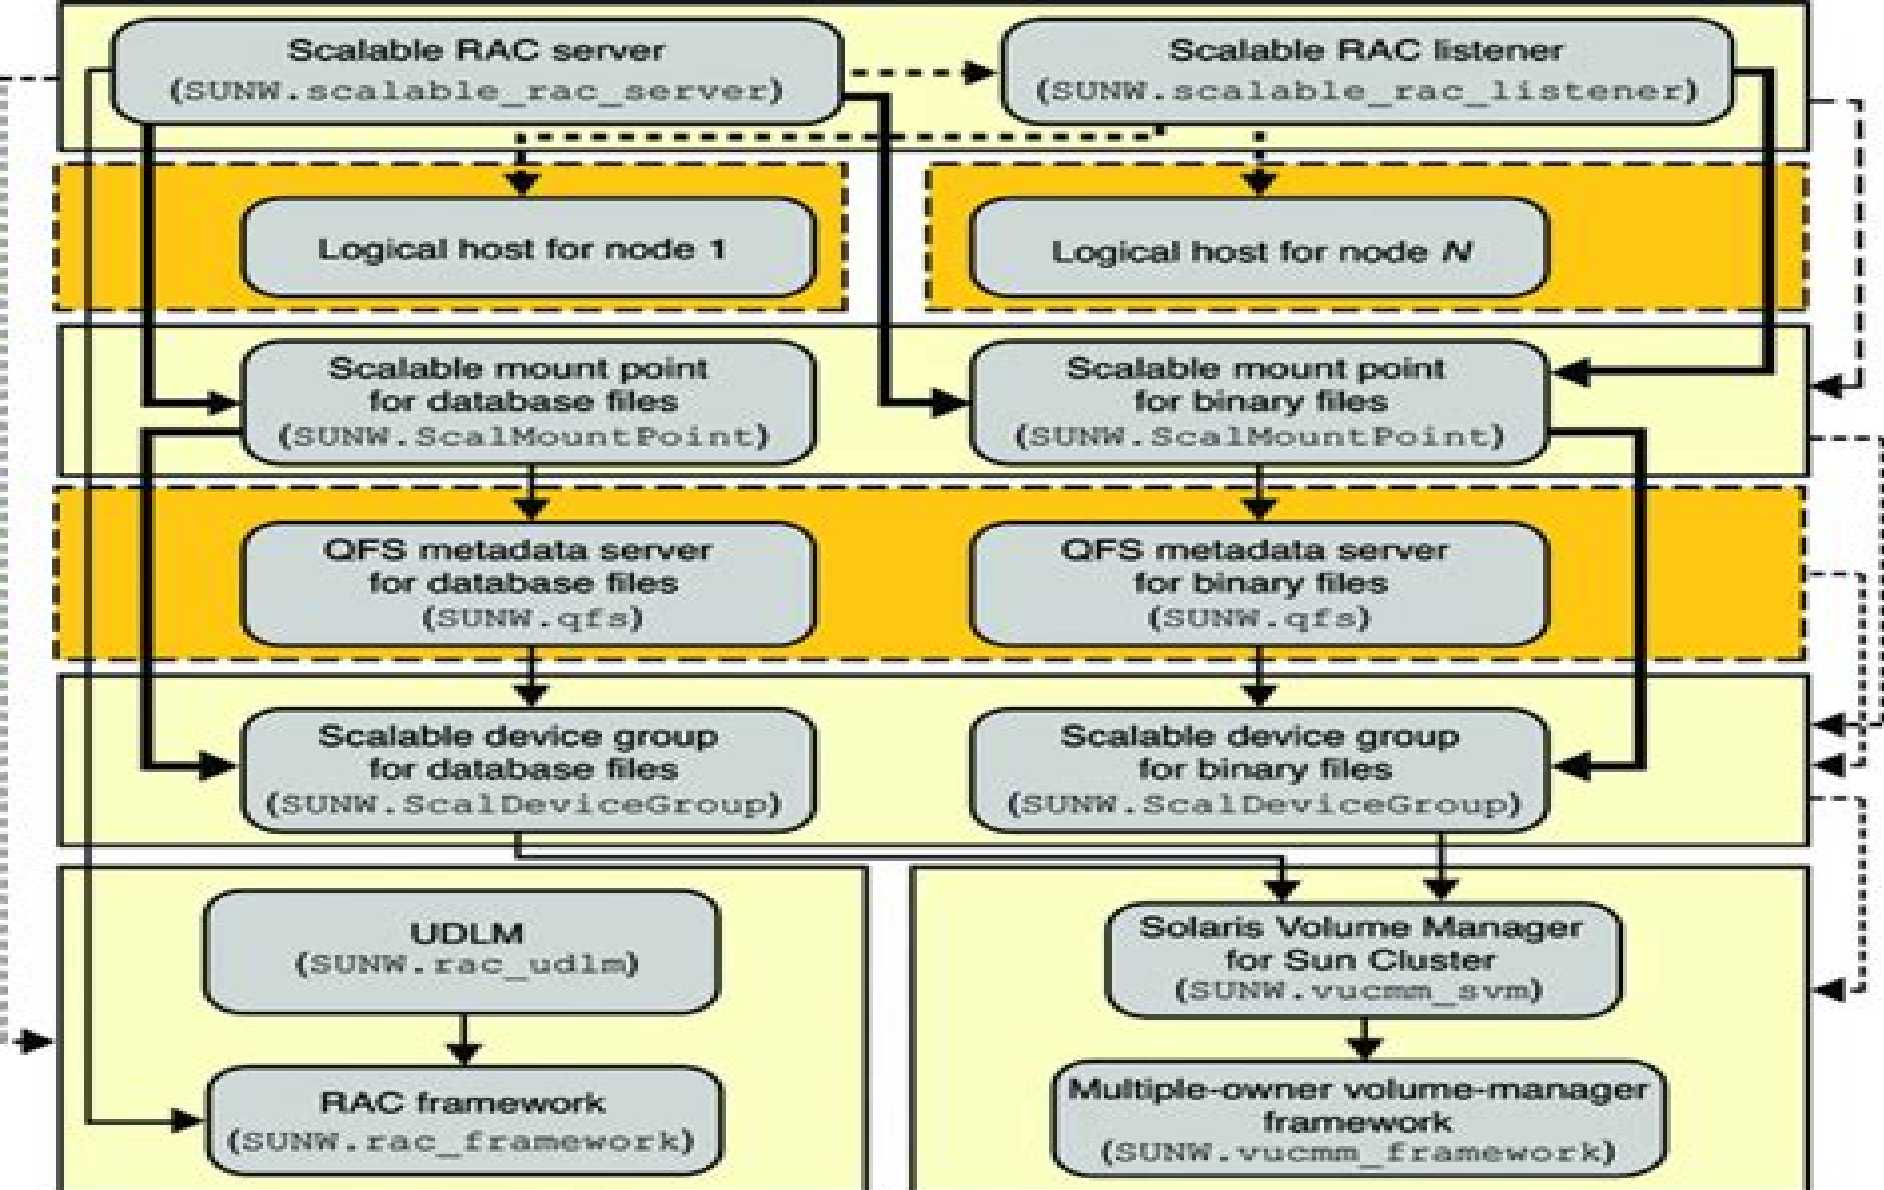 Scalable RAC server
(SUNW.scalable_rac_server)
Scalable RAC listener
(SUNW.scalable_rac_listener)
Logical host for node 1
Logical host for node N
Scalable mount point
for database files
(SUNW.ScalMountPoint)
Scalable mount point
for binary files
(SUNW.ScalMountPoint)
QFS metadata server
for database files
(SUNW.qfs)
QFS metadata server
for binary files
(SUNW.qfs)
Scalable device group
for database files
(SUNW.ScalDeviceGroup)
Scalable device group
for binary files
(SUNW.ScalDeviceGroup)
UDLM
(SUNW.rac_udlm)
Solaris Volume Manager
for Sun Cluster
(SUNW.vucmm_svm)
RAC framework
(SUNW.rac_framework)
Multiple-owner volume-manager
framework
(SUNW.vucmm_framework)